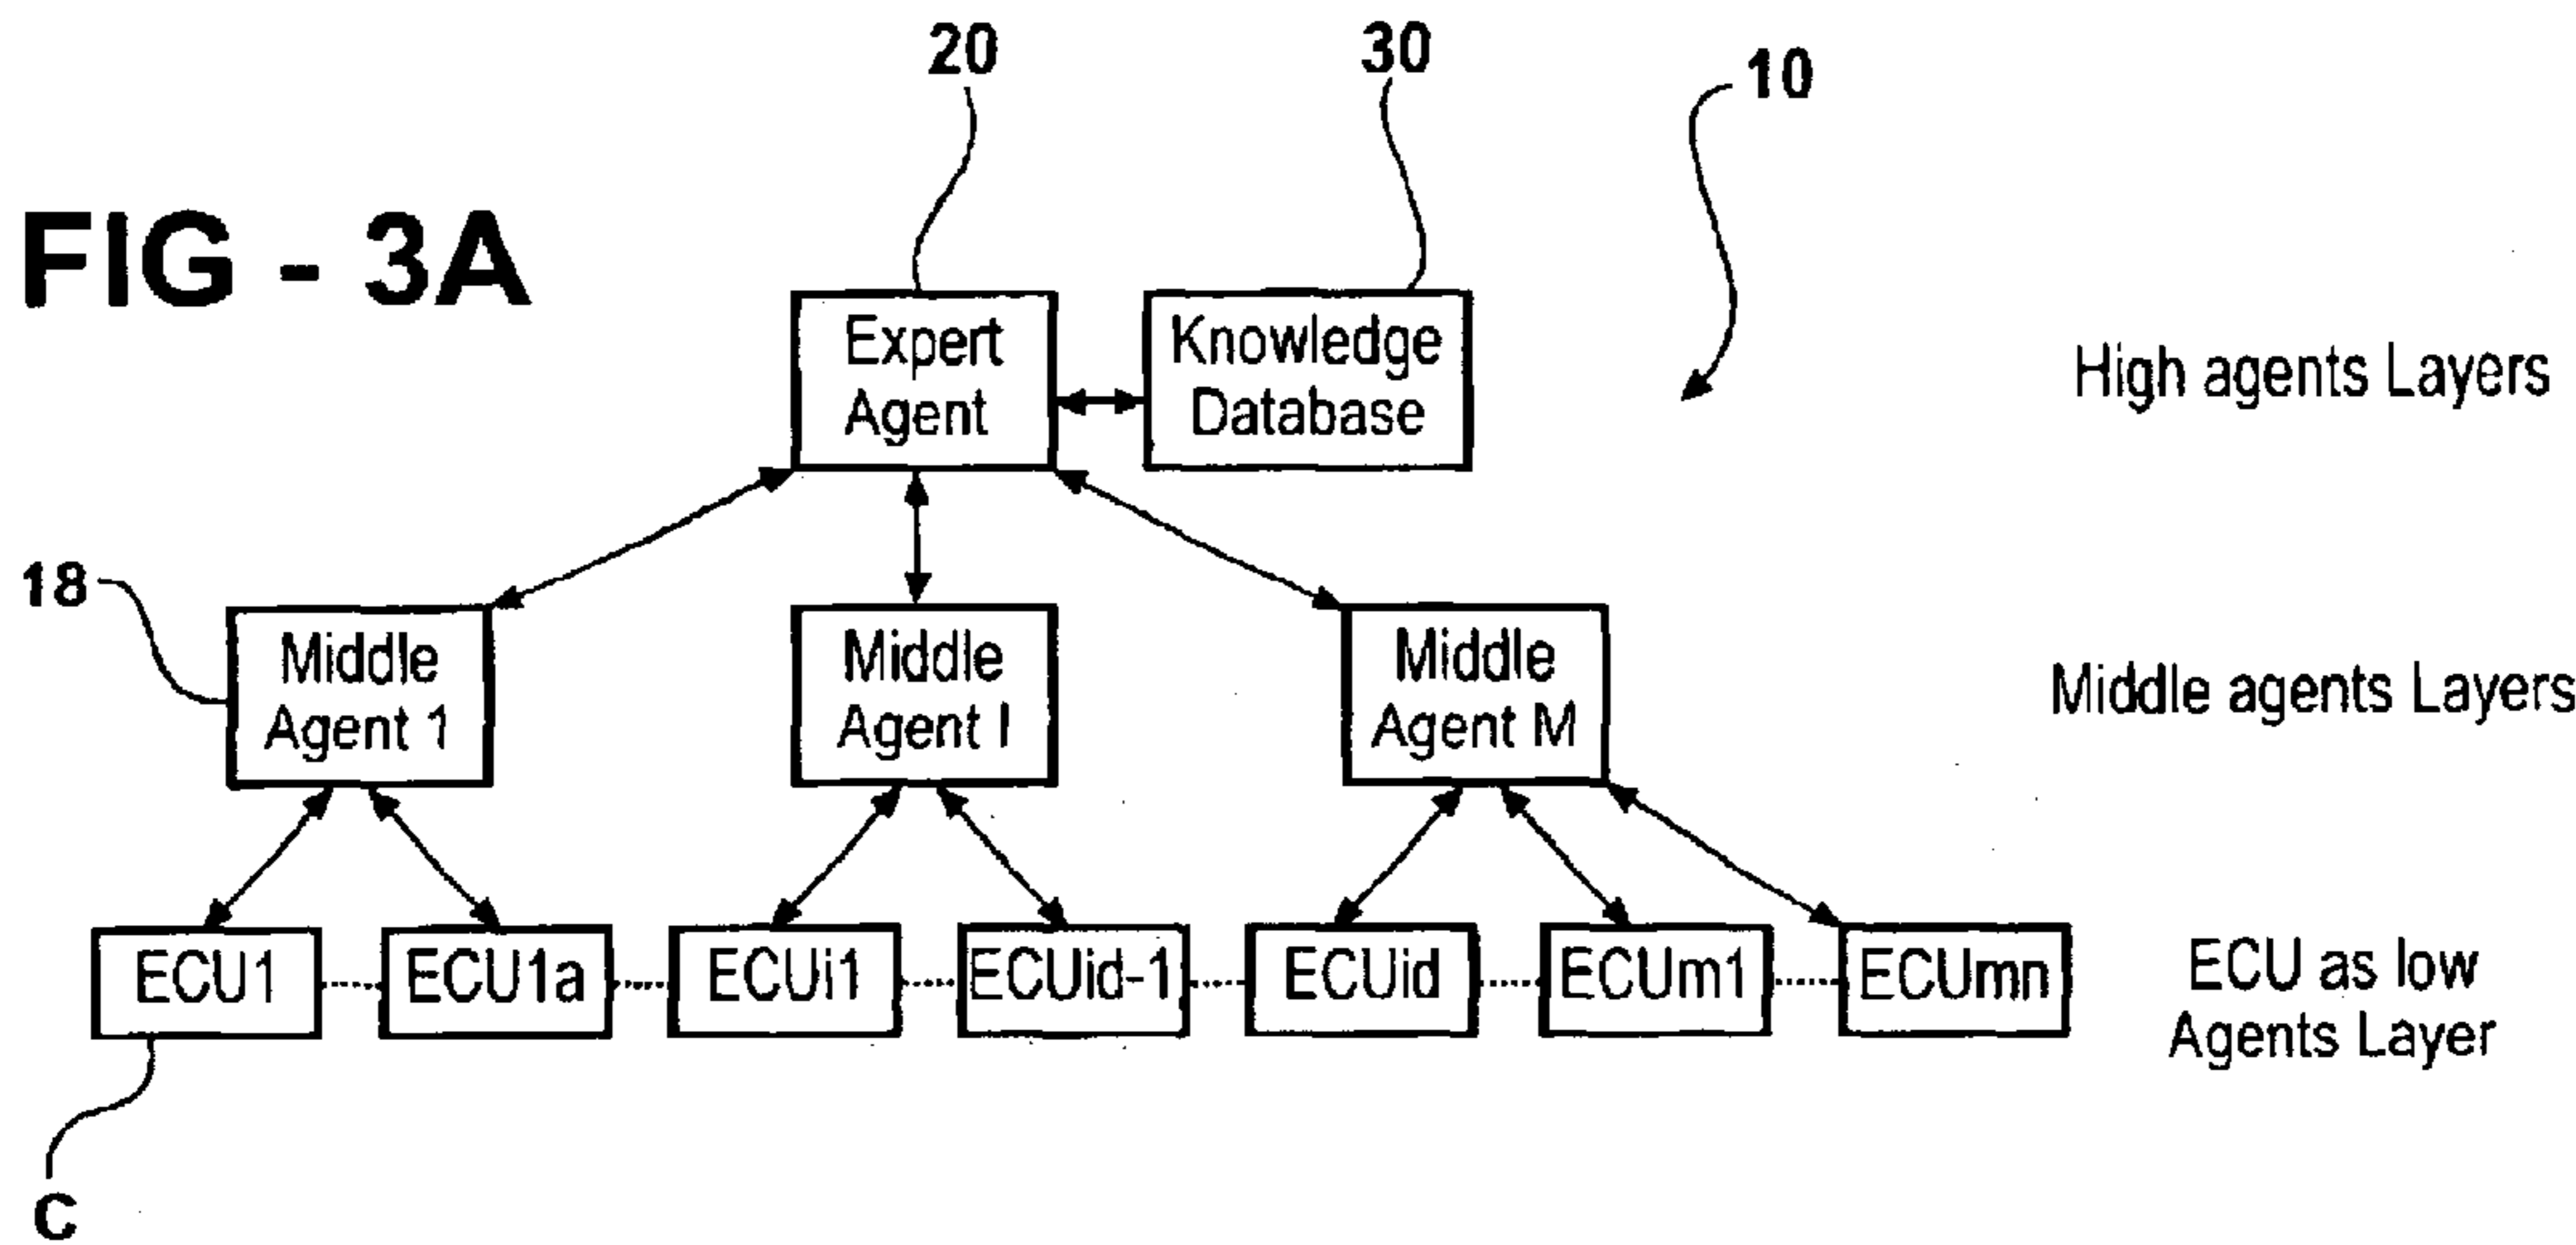 20
30
10
FIG - 3A
Expert
Agent
Knowledge
Database
High agents Layers
18
Middle
Agent 1
Middle
Agent I
Middle
Agent M
Middle agents Layers
ECU1
ECU1a
ECUi1
ECUid-1
ECUid
ECUm1
ECUmn
ECU as low
Agents Layer
C